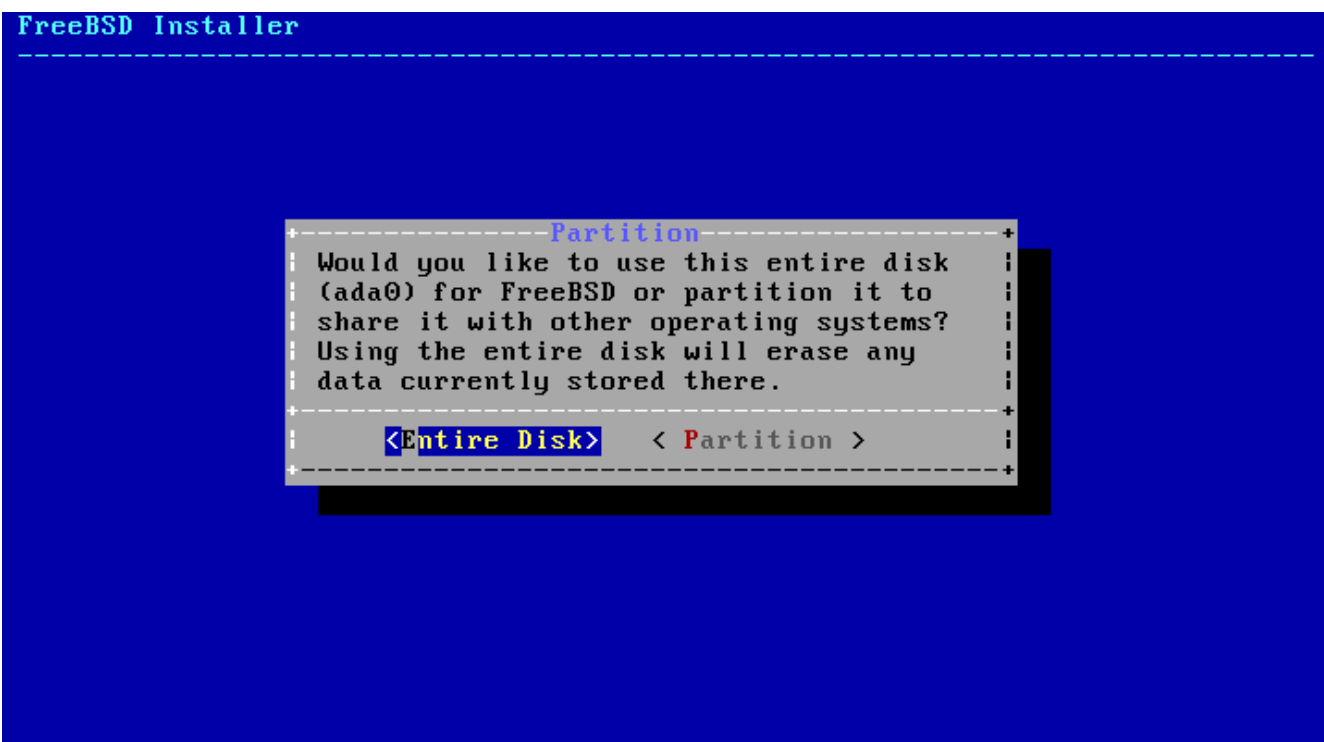 FreeBSD Installer
Partition
Would you like to use this entire disk
(ada0) for FreeBSD or partition it to
share it with other operating systems?
Using the entire disk will erase any
data currently stored there.
<Entire Disk> < Partition >